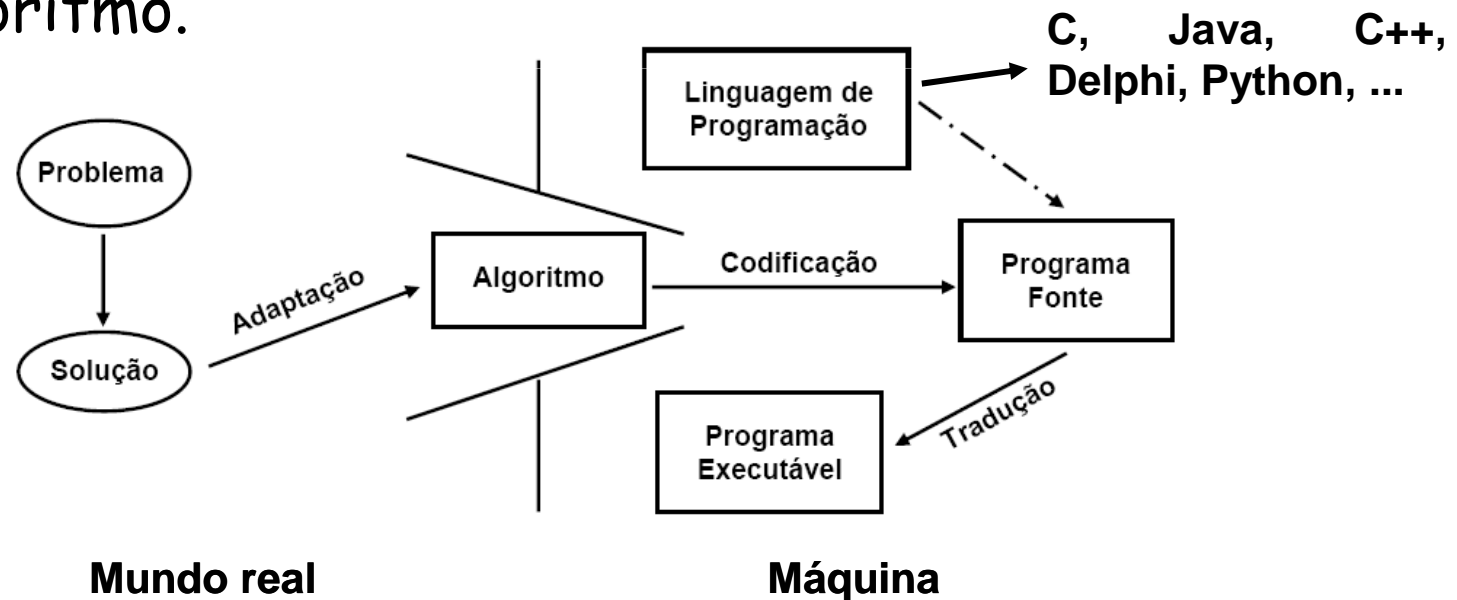 oritmo.
C, Java, C++,
Delphi, Python, ...
Linguagem de
Programação
Problema
Solução
Adaptação
Algoritmo
Codificação
Programa
Fonte
Tradução
Programa
Executável
Mundo real
Máquina